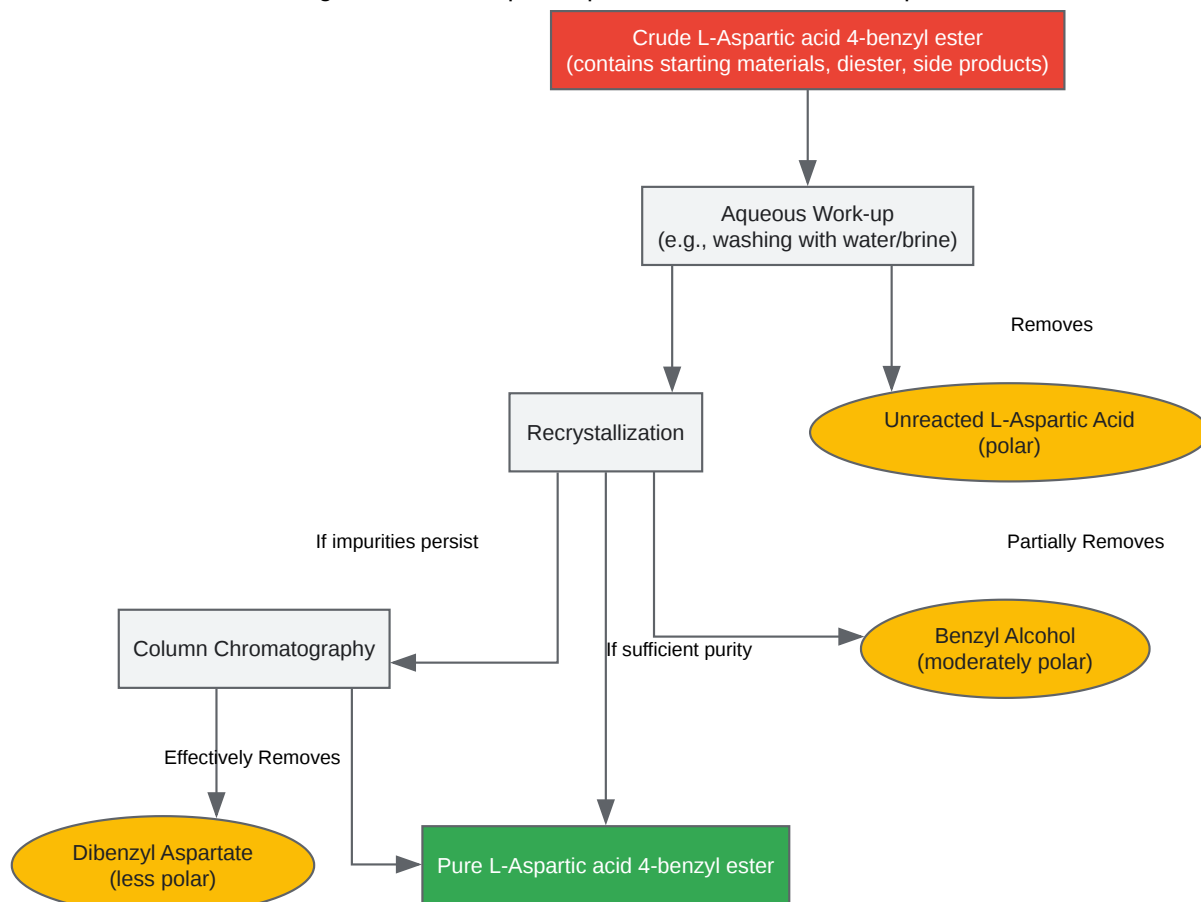 Crude L-Aspartic acid 4-benzyl ester
(contains starting materials, diester, side products)
Aqueous Work-up
(e.g., washing with water/brine)
Removes
Recrystallization
Unreacted L-Aspartic Acid
(polar)
If impurities persist
Partially Removes
Column Chromatography
If sufficient purity
Benzyl Alcohol
(moderately polar)
Effectively Removes
Dibenzyl Aspartate
(less polar)
Pure L-Aspartic acid 4-benzyl ester